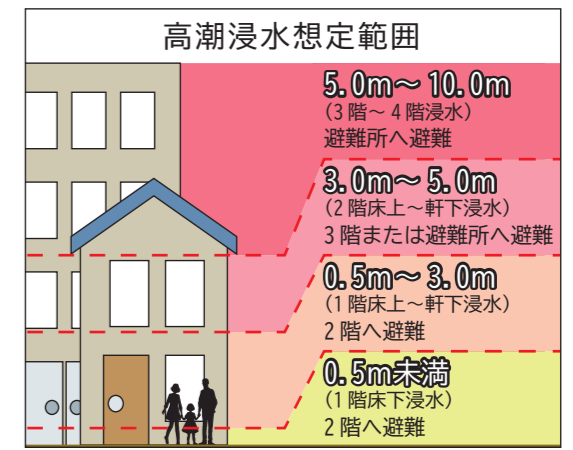 高潮浸水想定範囲
5.0m～10.0m
（3階～4階浸水）
避難所へ避難
3.0m～5.0m
（2階床上～軒下浸水）
3階または避難所へ避難
0.5m～3.0m
（1階床上～軒下浸水）
2階へ避難
0.5m未満
（1階床下浸水）
2階へ避難